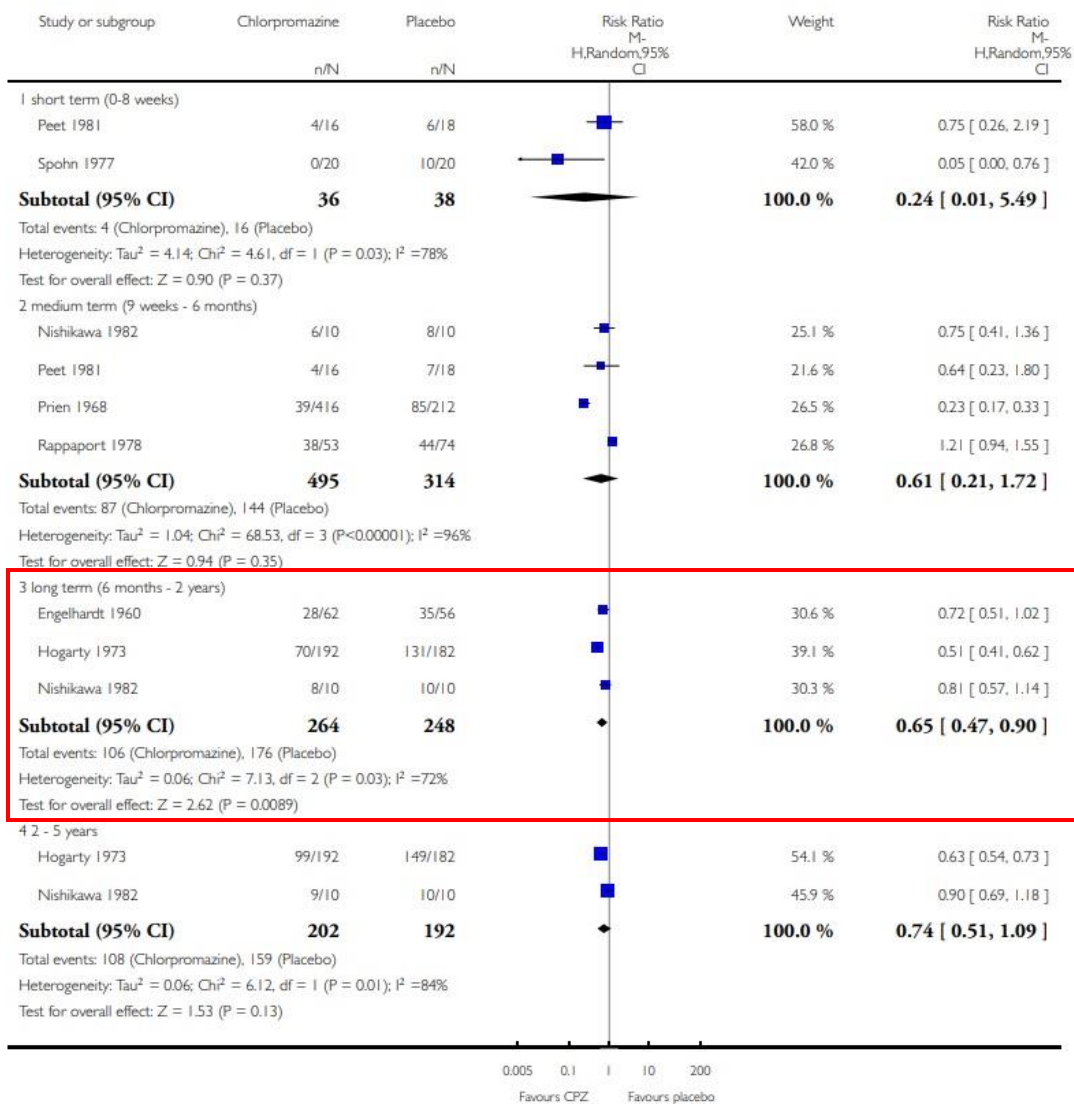 Study or subgroup Chlorpromazine Placebo Risk Ratio Weight Risk Ratio
M- M-
H,Random,95% H,Random,95%
n/N n/N CI CI
1 short term (0-8 weeks)
Peet 1981 4/16 6/18 58.0 % 0.75 [ 0.26, 2.19 ]
Spohn 1977 0/20 10/20 42.0 % 0.05 [ 0.00, 0.76 ]
Subtotal (95% CI) 36 38 100.0 % 0.24 [ 0.01, 5.49 ]
Total events: 4 (Chlorpromazine), 16 (Placebo)
Heterogeneity: Tau² = 4.14; Chi² = 4.61, df = 1 (P = 0.03); I² =78%
Test for overall effect: Z = 0.90 (P = 0.37)
2 medium term (9 weeks - 6 months)
Nishikawa 1982 6/10 8/10 25.1 % 0.75 [ 0.41, 1.36 ]
Peet 1981 4/16 7/18 21.6 % 0.64 [ 0.23, 1.80 ]
Prien 1968 39/416 85/212 26.5 % 0.23 [ 0.17, 0.33 ]
Rappaport 1978 38/53 44/74 26.8 % 1.21 [ 0.94, 1.55 ]
Subtotal (95% CI) 495 314 100.0 % 0.61 [ 0.21, 1.72 ]
Total events: 87 (Chlorpromazine), 144 (Placebo)
Heterogeneity: Tau² = 1.04; Chi² = 68.53, df = 3 (P<0.00001); I² =96%
Test for overall effect: Z = 0.94 (P = 0.35)
3 long term (6 months - 2 years)
Engelhardt 1960 28/62 35/56 30.6 % 0.72 [ 0.51, 1.02 ]
Hogarty 1973 70/192 131/182 39.1 % 0.51 [ 0.41, 0.62 ]
Nishikawa 1982 8/10 10/10 30.3 % 0.81 [ 0.57, 1.14 ]
Subtotal (95% CI) 264 248 100.0 % 0.65 [ 0.47, 0.90 ]
Total events: 106 (Chlorpromazine), 176 (Placebo)
Heterogeneity: Tau² = 0.06; Chi² = 7.13, df = 2 (P = 0.03); I² =72%
Test for overall effect: Z = 2.62 (P = 0.0089)
4 2 - 5 years
Hogarty 1973 99/192 149/182 54.1 % 0.63 [ 0.54, 0.73 ]
Nishikawa 1982 9/10 10/10 45.9 % 0.90 [ 0.69, 1.18 ]
Subtotal (95% CI) 202 192 100.0 % 0.74 [ 0.51, 1.09 ]
Total events: 108 (Chlorpromazine), 159 (Placebo)
Heterogeneity: Tau² = 0.06; Chi² = 6.12, df = 1 (P = 0.01); I² =84%
Test for overall effect: Z = 1.53 (P = 0.13)
0.005 0.1 1 10 200
Favours CPZ Favours placebo